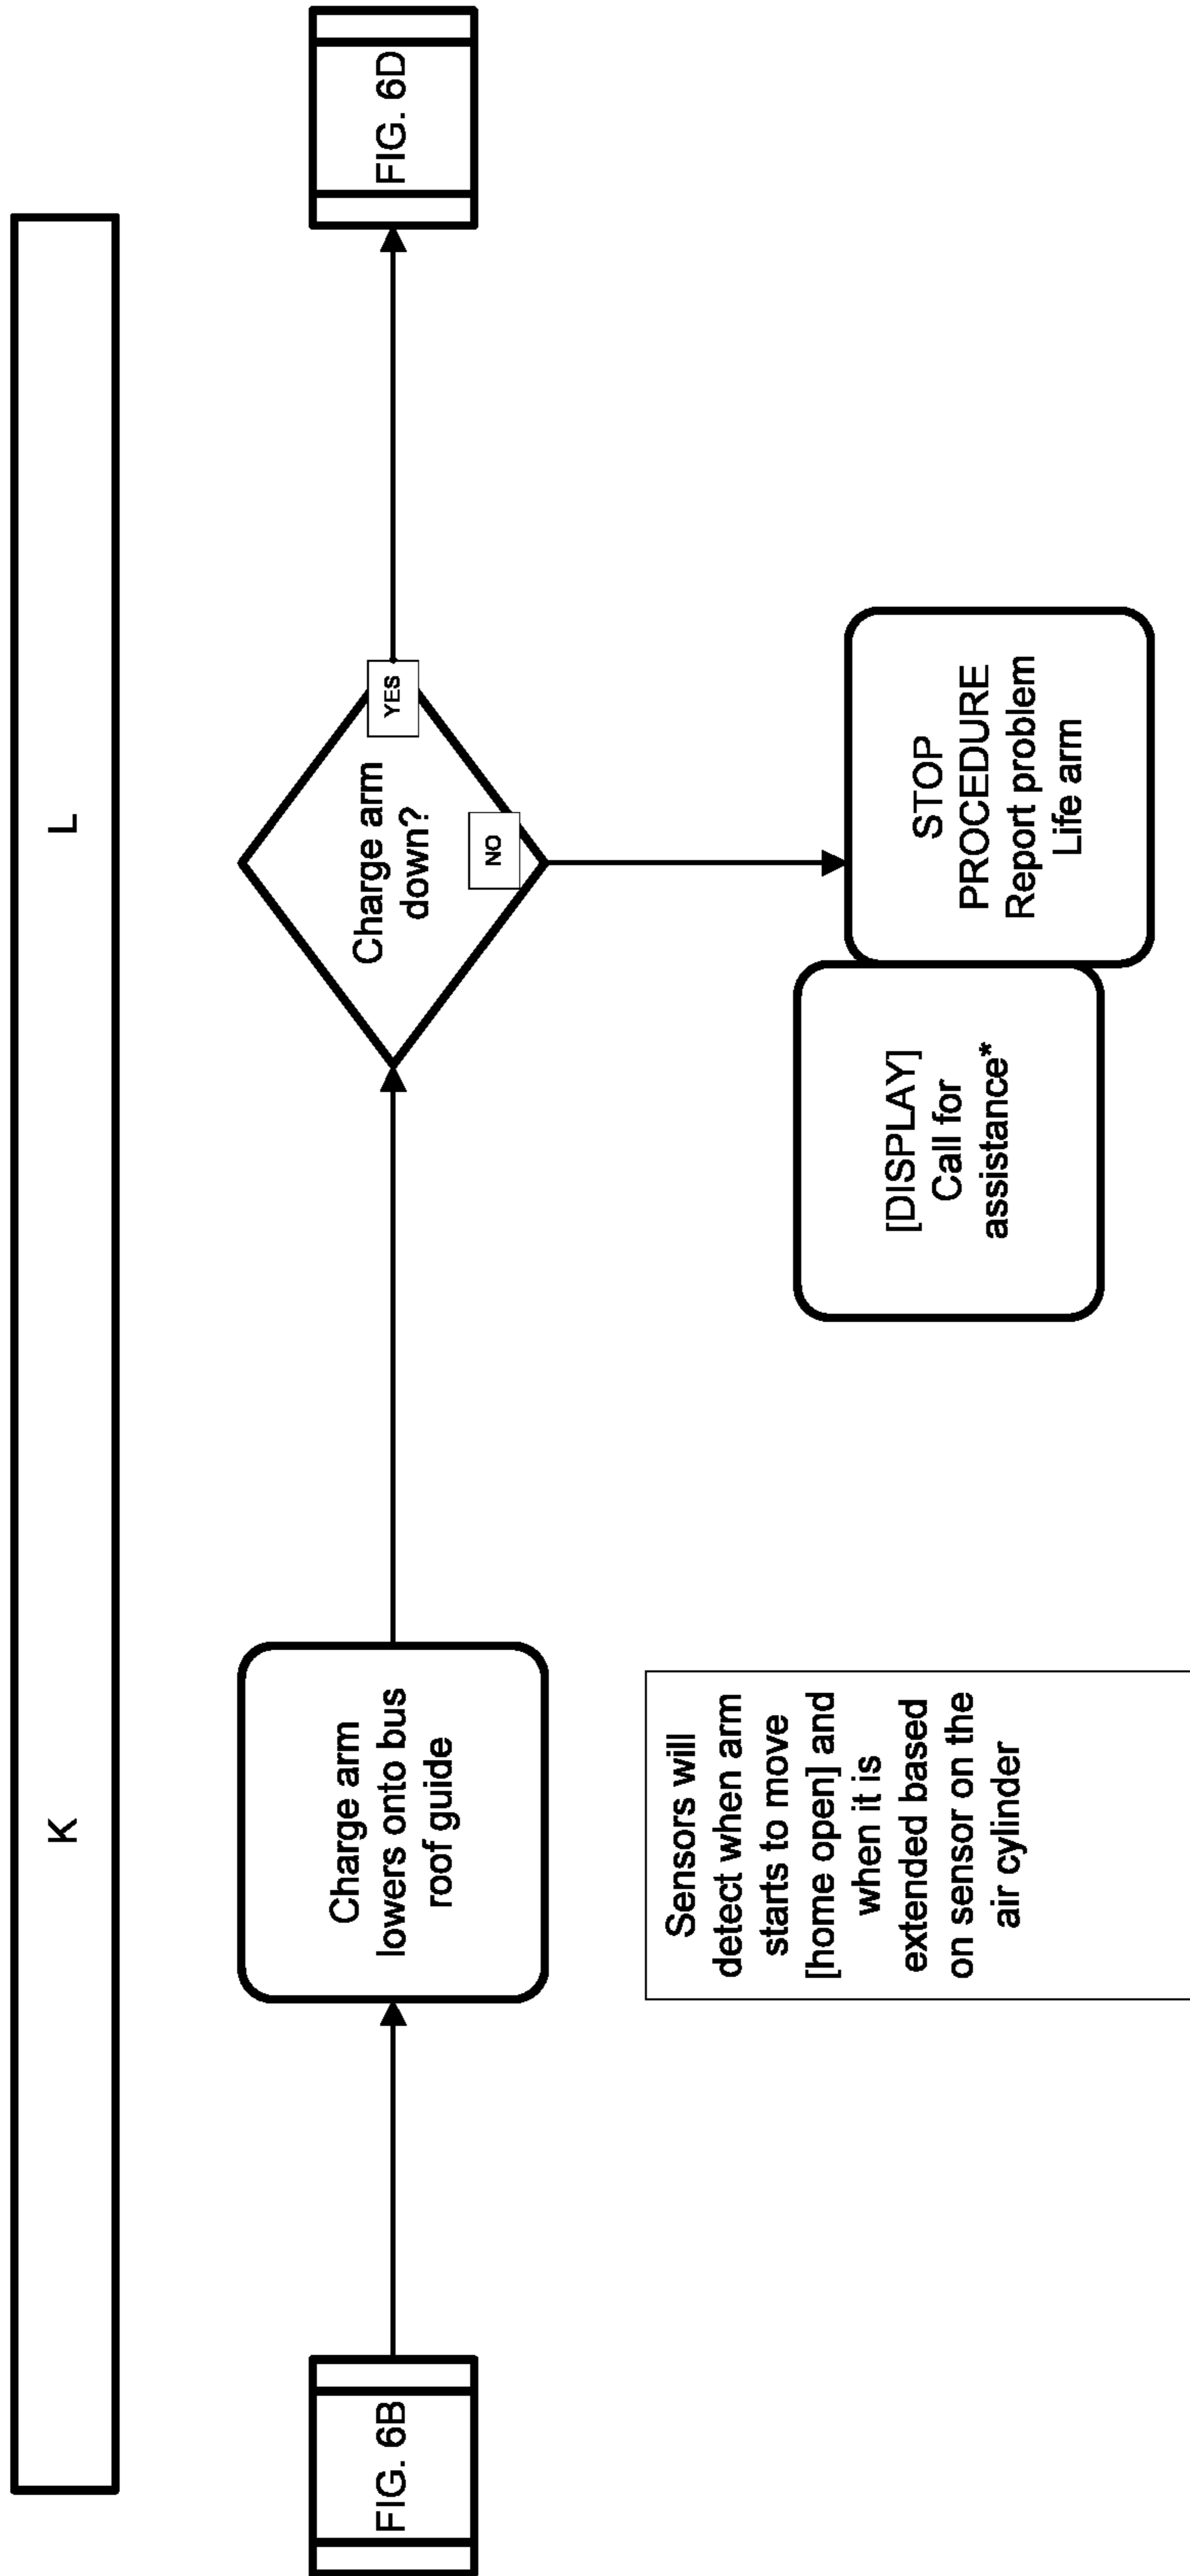 K
L
FIG. 6B
Charge arm
lowers onto bus
roof guide
Charge arm
down?
YES
NO
FIG. 6D
Sensors will
detect when arm
starts to move
[home open] and
when it is
extended based
on sensor on the
air cylinder
[DISPLAY]
Call for
assistance*
STOP
PROCEDURE
Report problem
Life arm